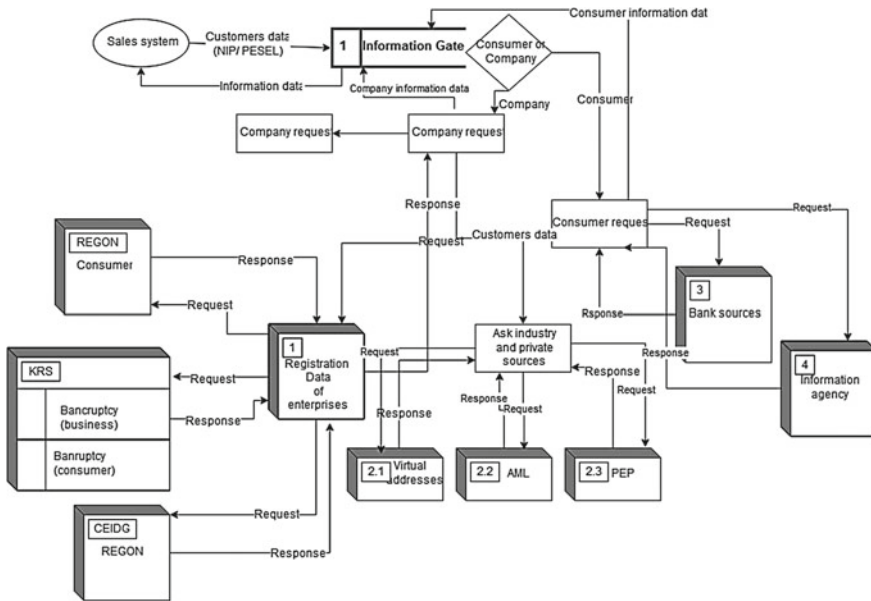 Consumer information dat
Sales system
Customers data
(NIP/ PESEL)
1
Information Gate
Consumer or
Company
Information data
Company information data
Company
Consumer
Company reques
Company request
Response
Consumer reques
Request
Request
Customers data
Request
REGON
Consumer
Response
Request
3
Bank sources
Rsponse
1
Registration
Data
of
enterprises
Request
Ask industry
and private
sources
Response
4
Information
agency
KRS
Request
Bancruptcy
(business)
Response
Bancruptcy
(consumer)
Response
Response
Request
Response
Request
2.1
Virtual
addresses
2.2
AML
2.3
PEP
CEIDG
REGON
Request
Response